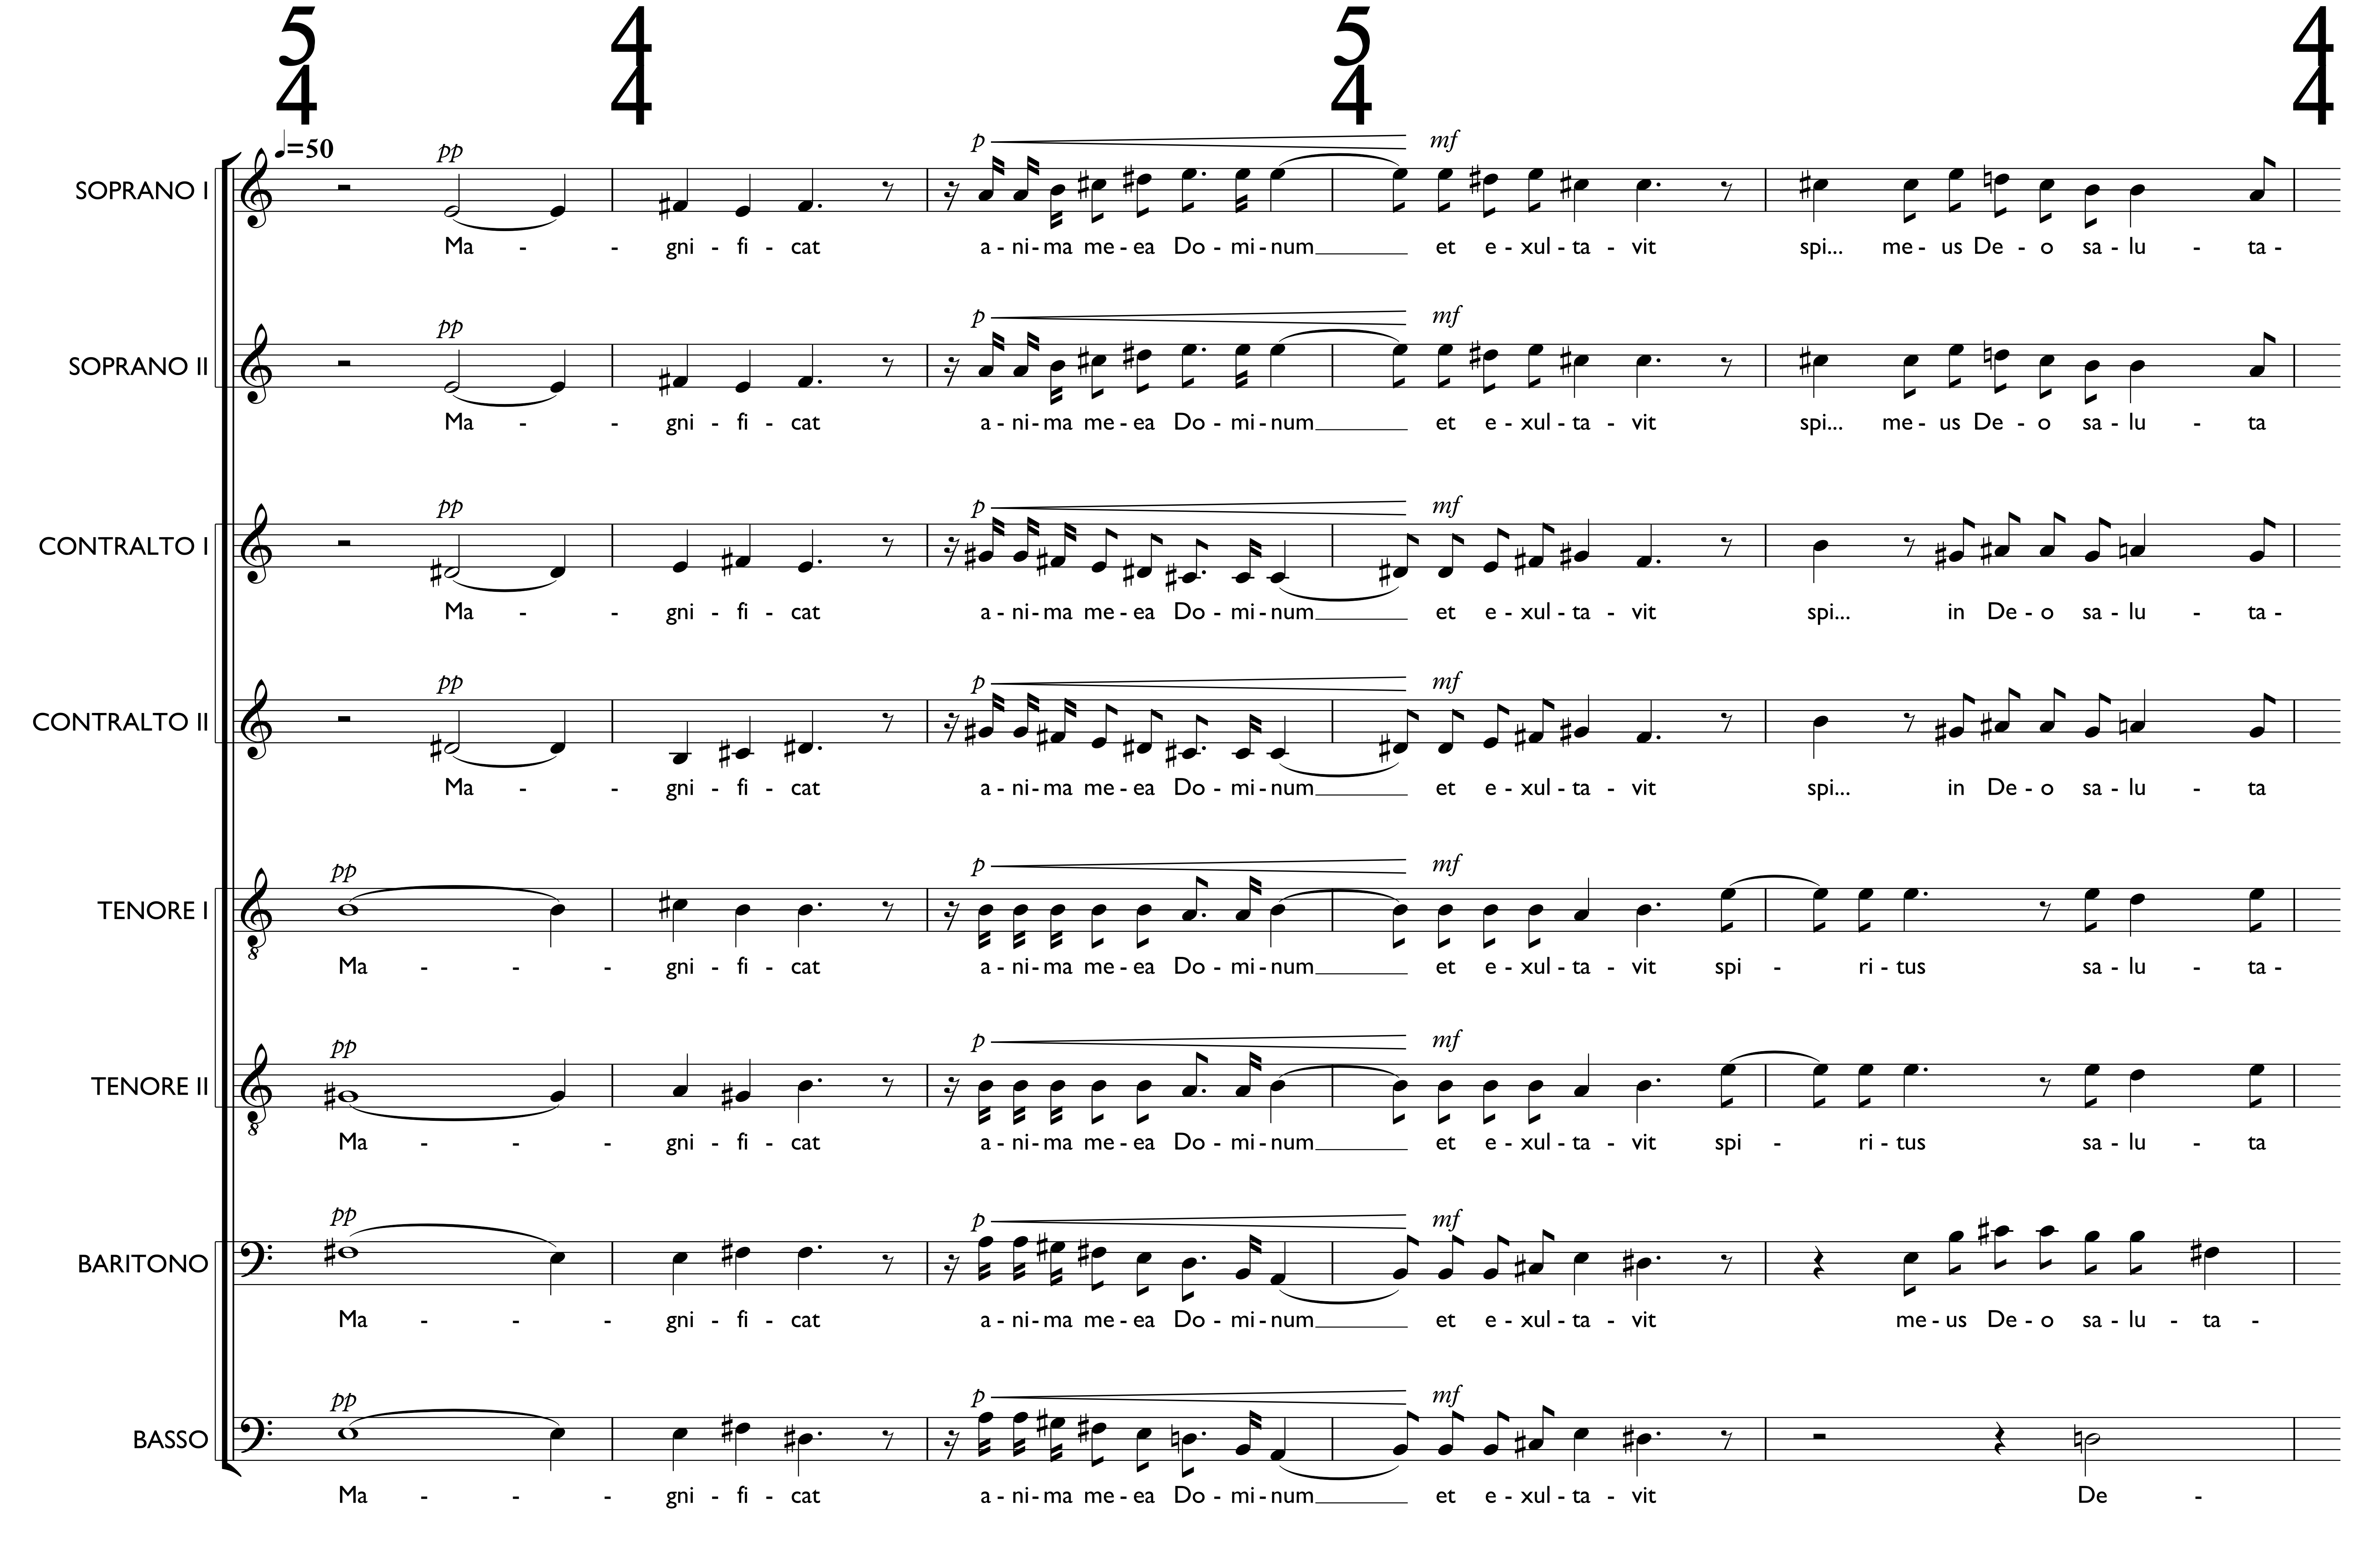 5 4 5 4
4 4 4 4
♩=50
pp p mf
SOPRANO I
Ma - - gni - fi - cat a - ni - ma me - ea Do - mi - num et e - xul - ta - vit spi... me - us De - o sa - lu - ta -
pp p mf
SOPRANO II
Ma - - gni - fi - cat a - ni - ma me - ea Do - mi - num et e - xul - ta - vit spi... me - us De - o sa - lu - ta
pp p mf
CONTRALTO I
Ma - - gni - fi - cat a - ni - ma me - ea Do - mi - num et e - xul - ta - vit spi... in De - o sa - lu - ta -
pp p mf
CONTRALTO II
Ma - - gni - fi - cat a - ni - ma me - ea Do - mi - num et e - xul - ta - vit spi... in De - o sa - lu - ta
pp p mf
TENORE I
8
Ma - - - gni - fi - cat a - ni - ma me - ea Do - mi - num et e - xul - ta - vit spi - ri - tus sa - lu - ta -
pp p mf
TENORE II
8
Ma - - - gni - fi - cat a - ni - ma me - ea Do - mi - num et e - xul - ta - vit spi - ri - tus sa - lu - ta
pp p mf
BARITONO
Ma - - - gni - fi - cat a - ni - ma me - ea Do - mi - num et e - xul - ta - vit me - us De - o sa - lu - ta -
pp p mf
BASSO
Ma - - - gni - fi - cat a - ni - ma me - ea Do - mi - num et e - xul - ta - vit De -